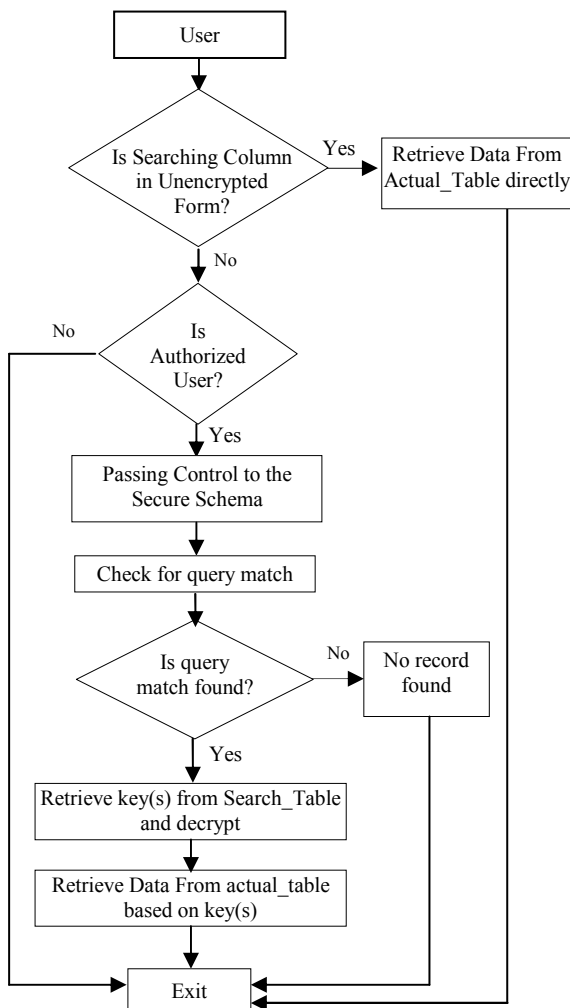 User
Is Searching Column
in Unencrypted
Form?
Yes
Retrieve Data From
Actual_Table directly
No
No
Is
Authorized
User?
Yes
Passing Control to the
Secure Schema
Check for query match
Is query
match found?
No
No record
found
Yes
Retrieve key(s) from Search_Table
and decrypt
Retrieve Data From actual_table
based on key(s)
Exit